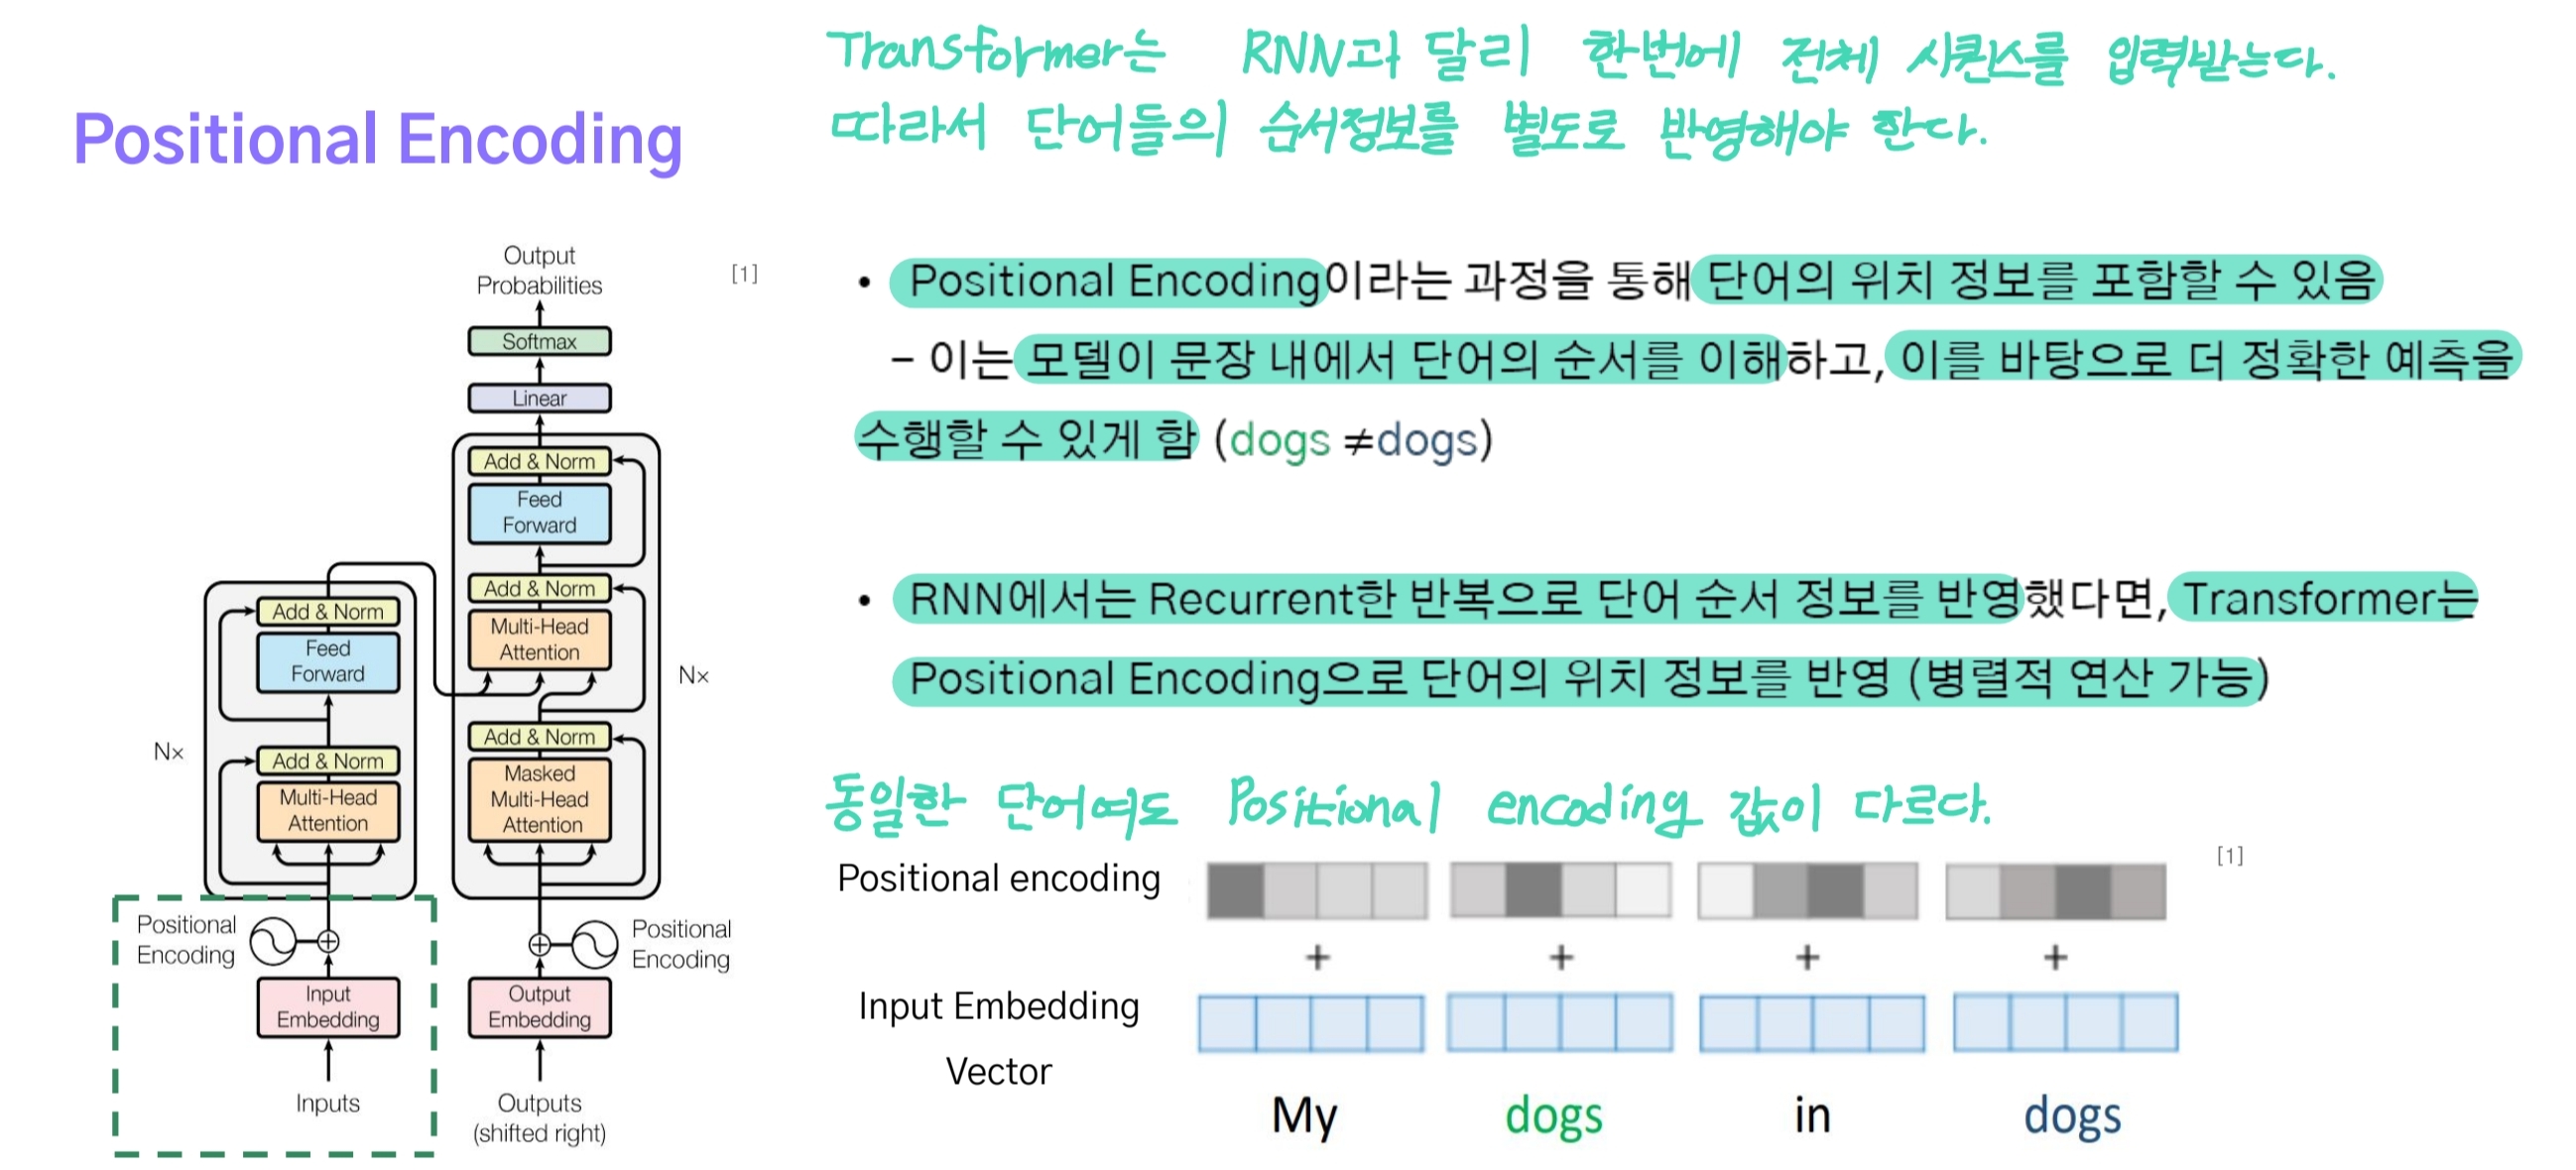 Transformer는 RNN과 달리 한번에 전체 시퀀스를 입력받는다.
따라서 단어들의 순서정보를 별도로 반영해야 한다.
Positional Encoding
[1]
Output
Probabilities
Softmax
Linear
Add & Norm
Feed
Forward
Add & Norm
Multi-Head
Attention
Nx
Add & Norm
Masked
Multi-Head
Attention
Add & Norm
Feed
Forward
Nx
Add & Norm
Multi-Head
Attention
Positional
Encoding
Positional
Encoding
Input
Embedding
Output
Embedding
Inputs
Outputs
(shifted right)
• Positional Encoding이라는 과정을 통해 단어의 위치 정보를 포함할 수 있음
– 이는 모델이 문장 내에서 단어의 순서를 이해하고, 이를 바탕으로 더 정확한 예측을
수행할 수 있게 함 (dogs ≠dogs)
• RNN에서는 Recurrent한 반복으로 단어 순서 정보를 반영했다면, Transformer는
Positional Encoding으로 단어의 위치 정보를 반영 (병렬적 연산 가능)
동일한 단어여도 Positional encoding 값이 다르다.
[1]
Positional encoding
+ + + +
Input Embedding
Vector
My dogs in dogs